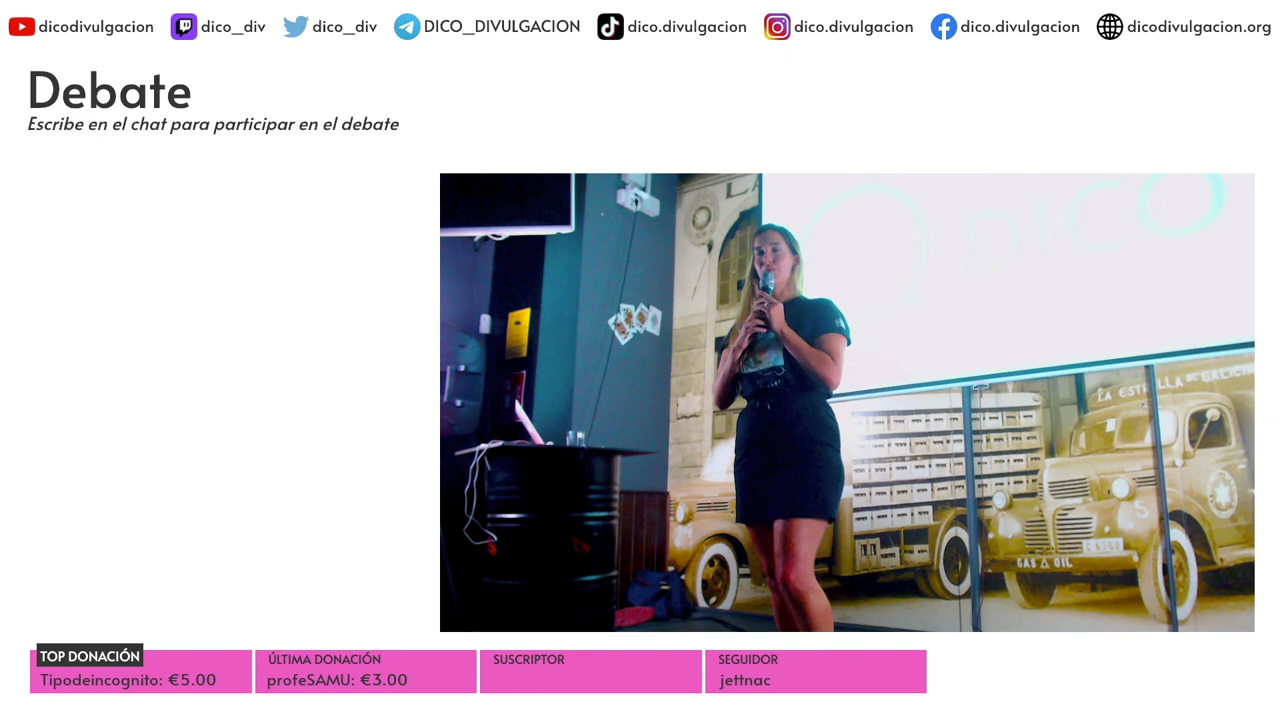 dicodivulgacion dico_div dico_div DICO_DIVULGACION dico.divulgacion dico.divulgacion dico.divulgacion dicodivulgacion.org
Debate
Escribe en el chat para participar en el debate
LA
DICO
LA ESTRELLA DE GALICIA
5
GAS OIL
TOP DONACIÓN ÚLTIMA DONACIÓN SUSCRIPTOR SEGUIDOR
Tipodeincognito: €5.00 profeSAMU: €3.00 jettnac